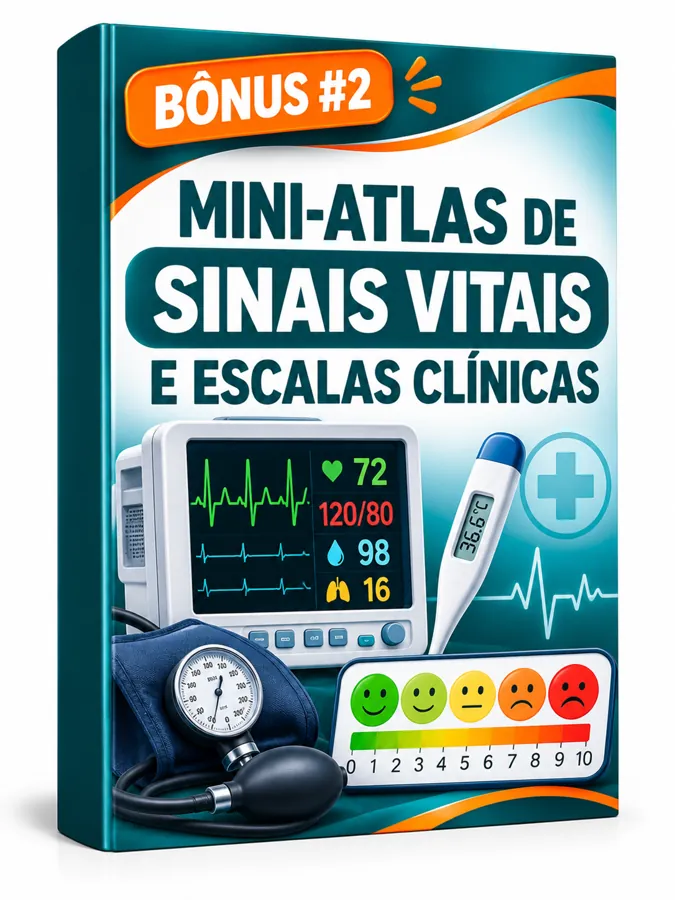 BÔNUS #2
MINI-ATLAS DE
SINAIS VITAIS
E ESCALAS CLÍNICAS
72
120/80
98
16
36.6°C
0 1 2 3 4 5 6 7 8 9 10